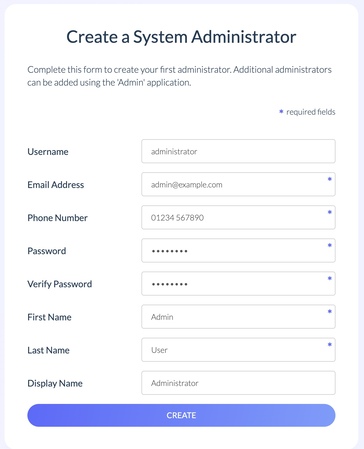 Create a System Administrator
Complete this form to create your first administrator. Additional administrators
can be added using the 'Admin' application.
* required fields
Username administrator
Email Address admin@example.com *
Phone Number 01234 567890 *
Password •••••••• *
Verify Password •••••••• *
First Name Admin *
Last Name User *
Display Name Administrator
CREATE